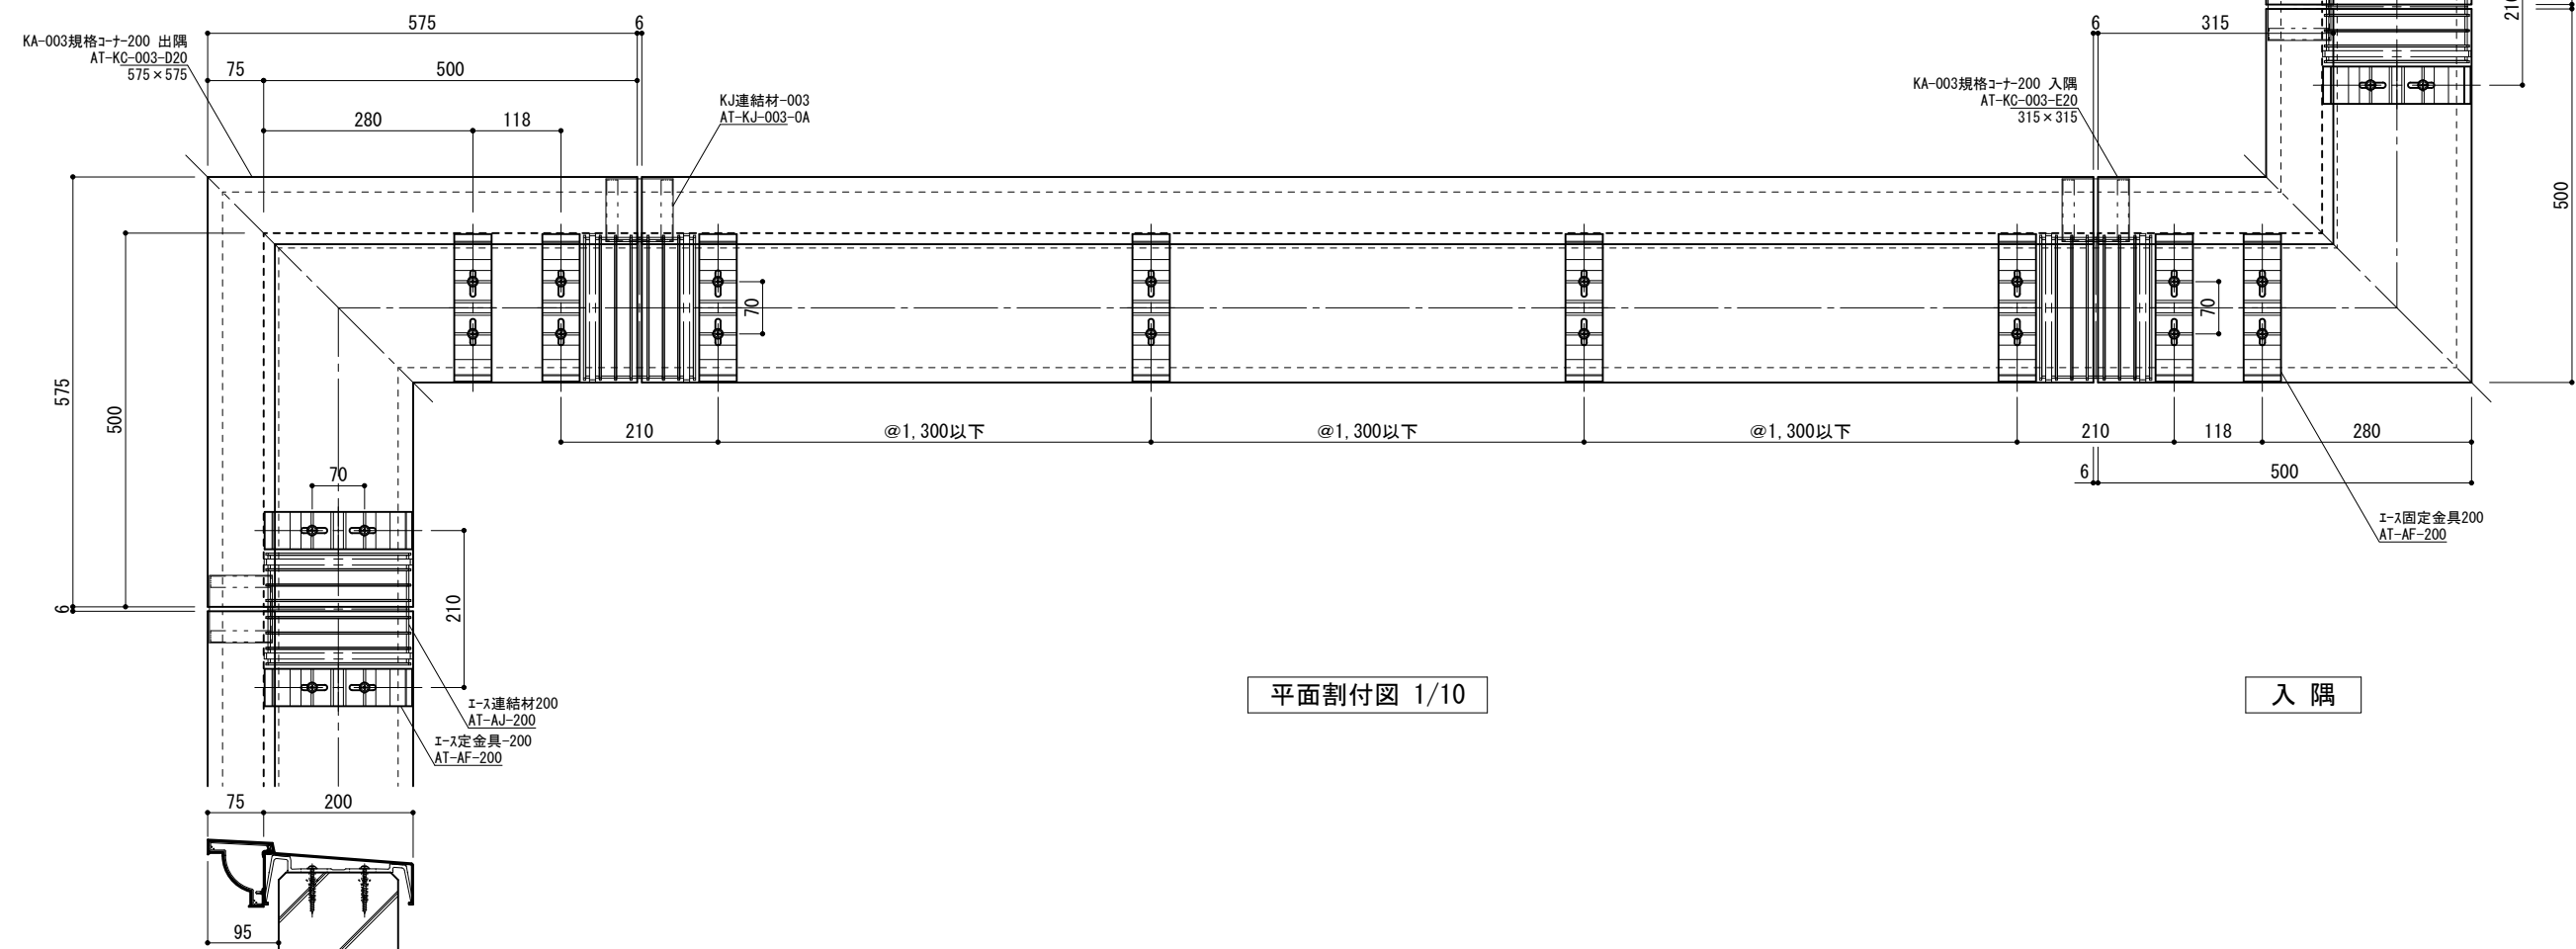 575
6
KA-003規格ｺｰﾅｰ200 出隅
AT-KC-003-D20
575×575
75
500
280
118
KJ連結材-003
AT-KJ-003-0A
6
315
210
KA-003規格ｺｰﾅｰ200 入隅
AT-KC-003-E20
315×315
500
575
500
70
70
210
@1,300以下
@1,300以下
@1,300以下
210
118
280
6
500
70
6
210
ｴｰｽ固定金具200
AT-AF-200
ｴｰｽ連結材200
AT-AJ-200
ｴｰｽ定金具-200
AT-AF-200
平面割付図 1/10
入 隅
75
200
95